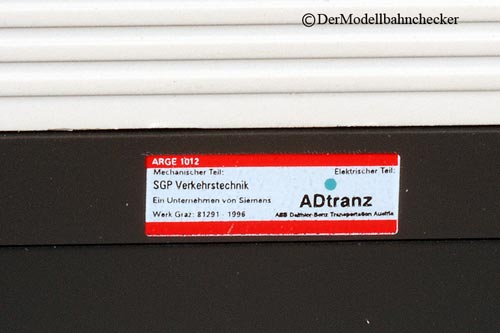 ©DerModellbahnchecker
ARGE 1012
Mechanischer Teil:
Elektrischer Teil:
SGP Verkehrstechnik
Ein Unternehmen von Siemens
ADtranz
Werk Graz: 81291 - 1996
ABB Daimler-Benz Transportation Austria